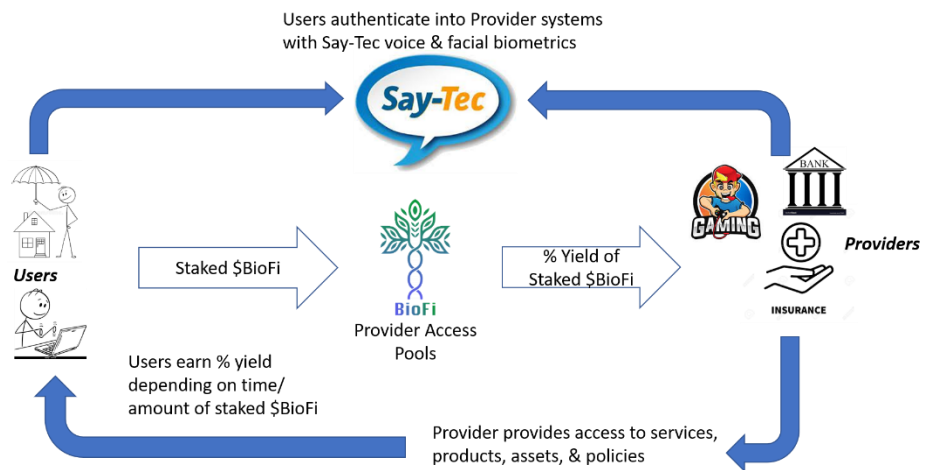 Users authenticate into Provider systems
with Say-Tec voice & facial biometrics
Say-Tec
BANK
GAMING
Users
Staked $BioFi
BioFi
Provider Access
Pools
% Yield of
Staked $BioFi
Providers
INSURANCE
Users earn % yield
depending on time/
amount of staked $BioFi
Provider provides access to services,
products, assets, & policies